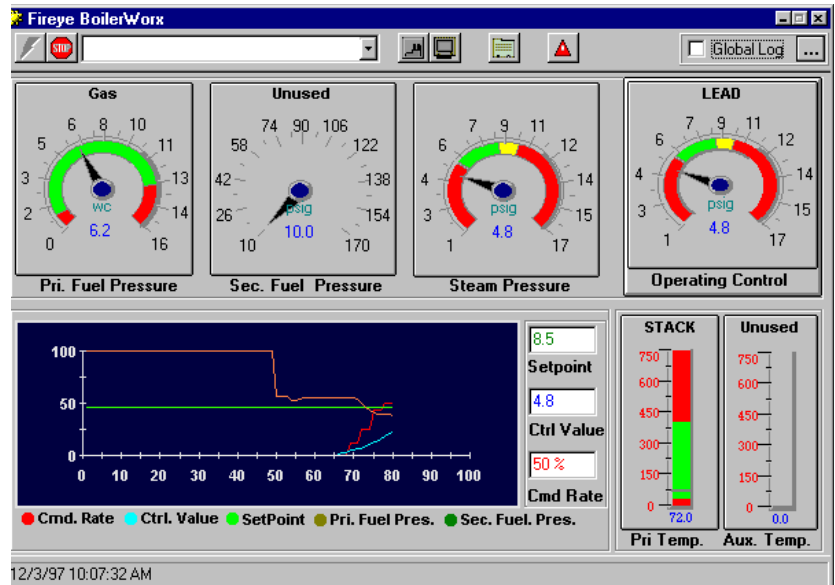 Fireye BoilerWorx
STOP
Global Log ...
Gas
0 2 3 5 6 8 10 11 13 14 16
wc
6.2
Pri. Fuel Pressure
Unused
10 26 42 58 74 90 106 122 138 154 170
psig
10.0
Sec. Fuel Pressure
1 3 4 6 7 9 11 12 14 15 17
psig
4.8
Steam Pressure
LEAD
1 3 4 6 7 9 11 12 14 15 17
psig
4.8
Operating Control
100
50
0
0 10 20 30 40 50 60 70 80 90 100
Cmd. Rate Ctrl. Value SetPoint Pri. Fuel Pres. Sec. Fuel. Pres.
8.5
Setpoint
4.8
Ctrl Value
50 %
Cmd Rate
STACK
750
600
450
300
150
0
72.0
Pri Temp.
Unused
750
600
450
300
150
0
0.0
Aux. Temp.
12/3/97 10:07:32 AM